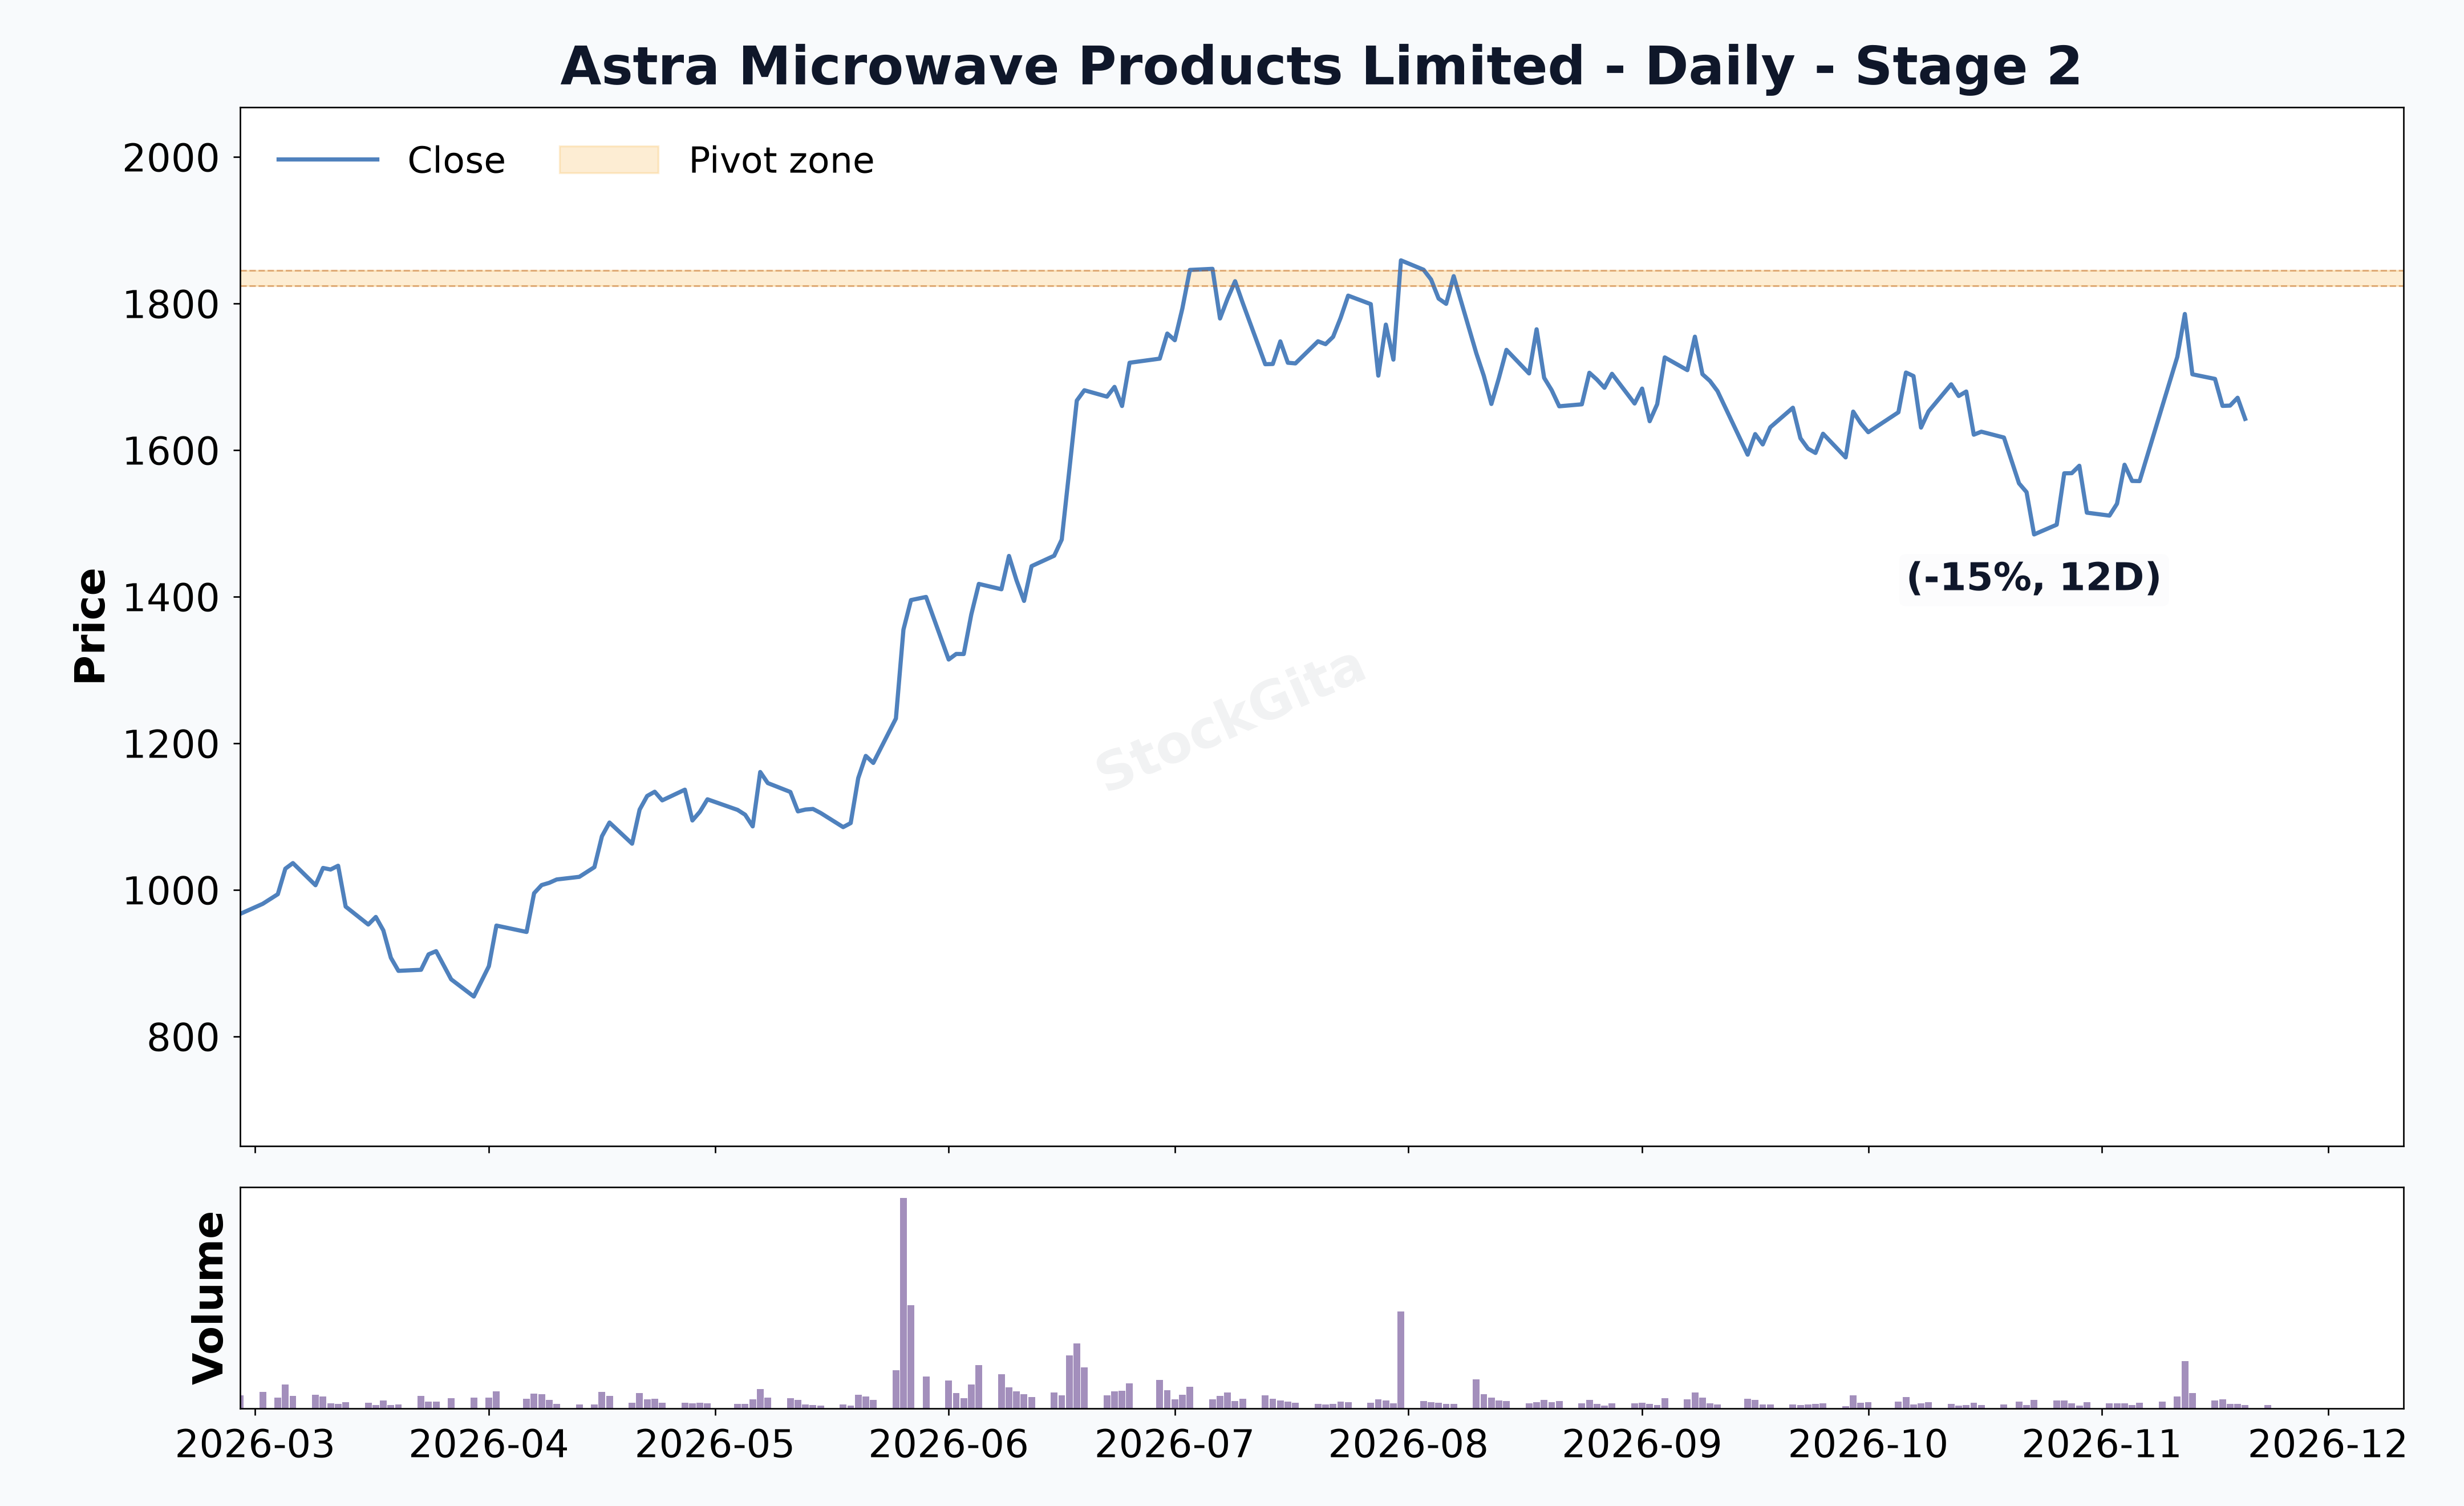 Astra Microwave Products Limited - Daily - Stage 2
Close
Pivot zone
2000
1800
1600
1400
1200
1000
800
Price
(-15%, 12D)
StockGita
Volume
2026-03
2026-04
2026-05
2026-06
2026-07
2026-08
2026-09
2026-10
2026-11
2026-12